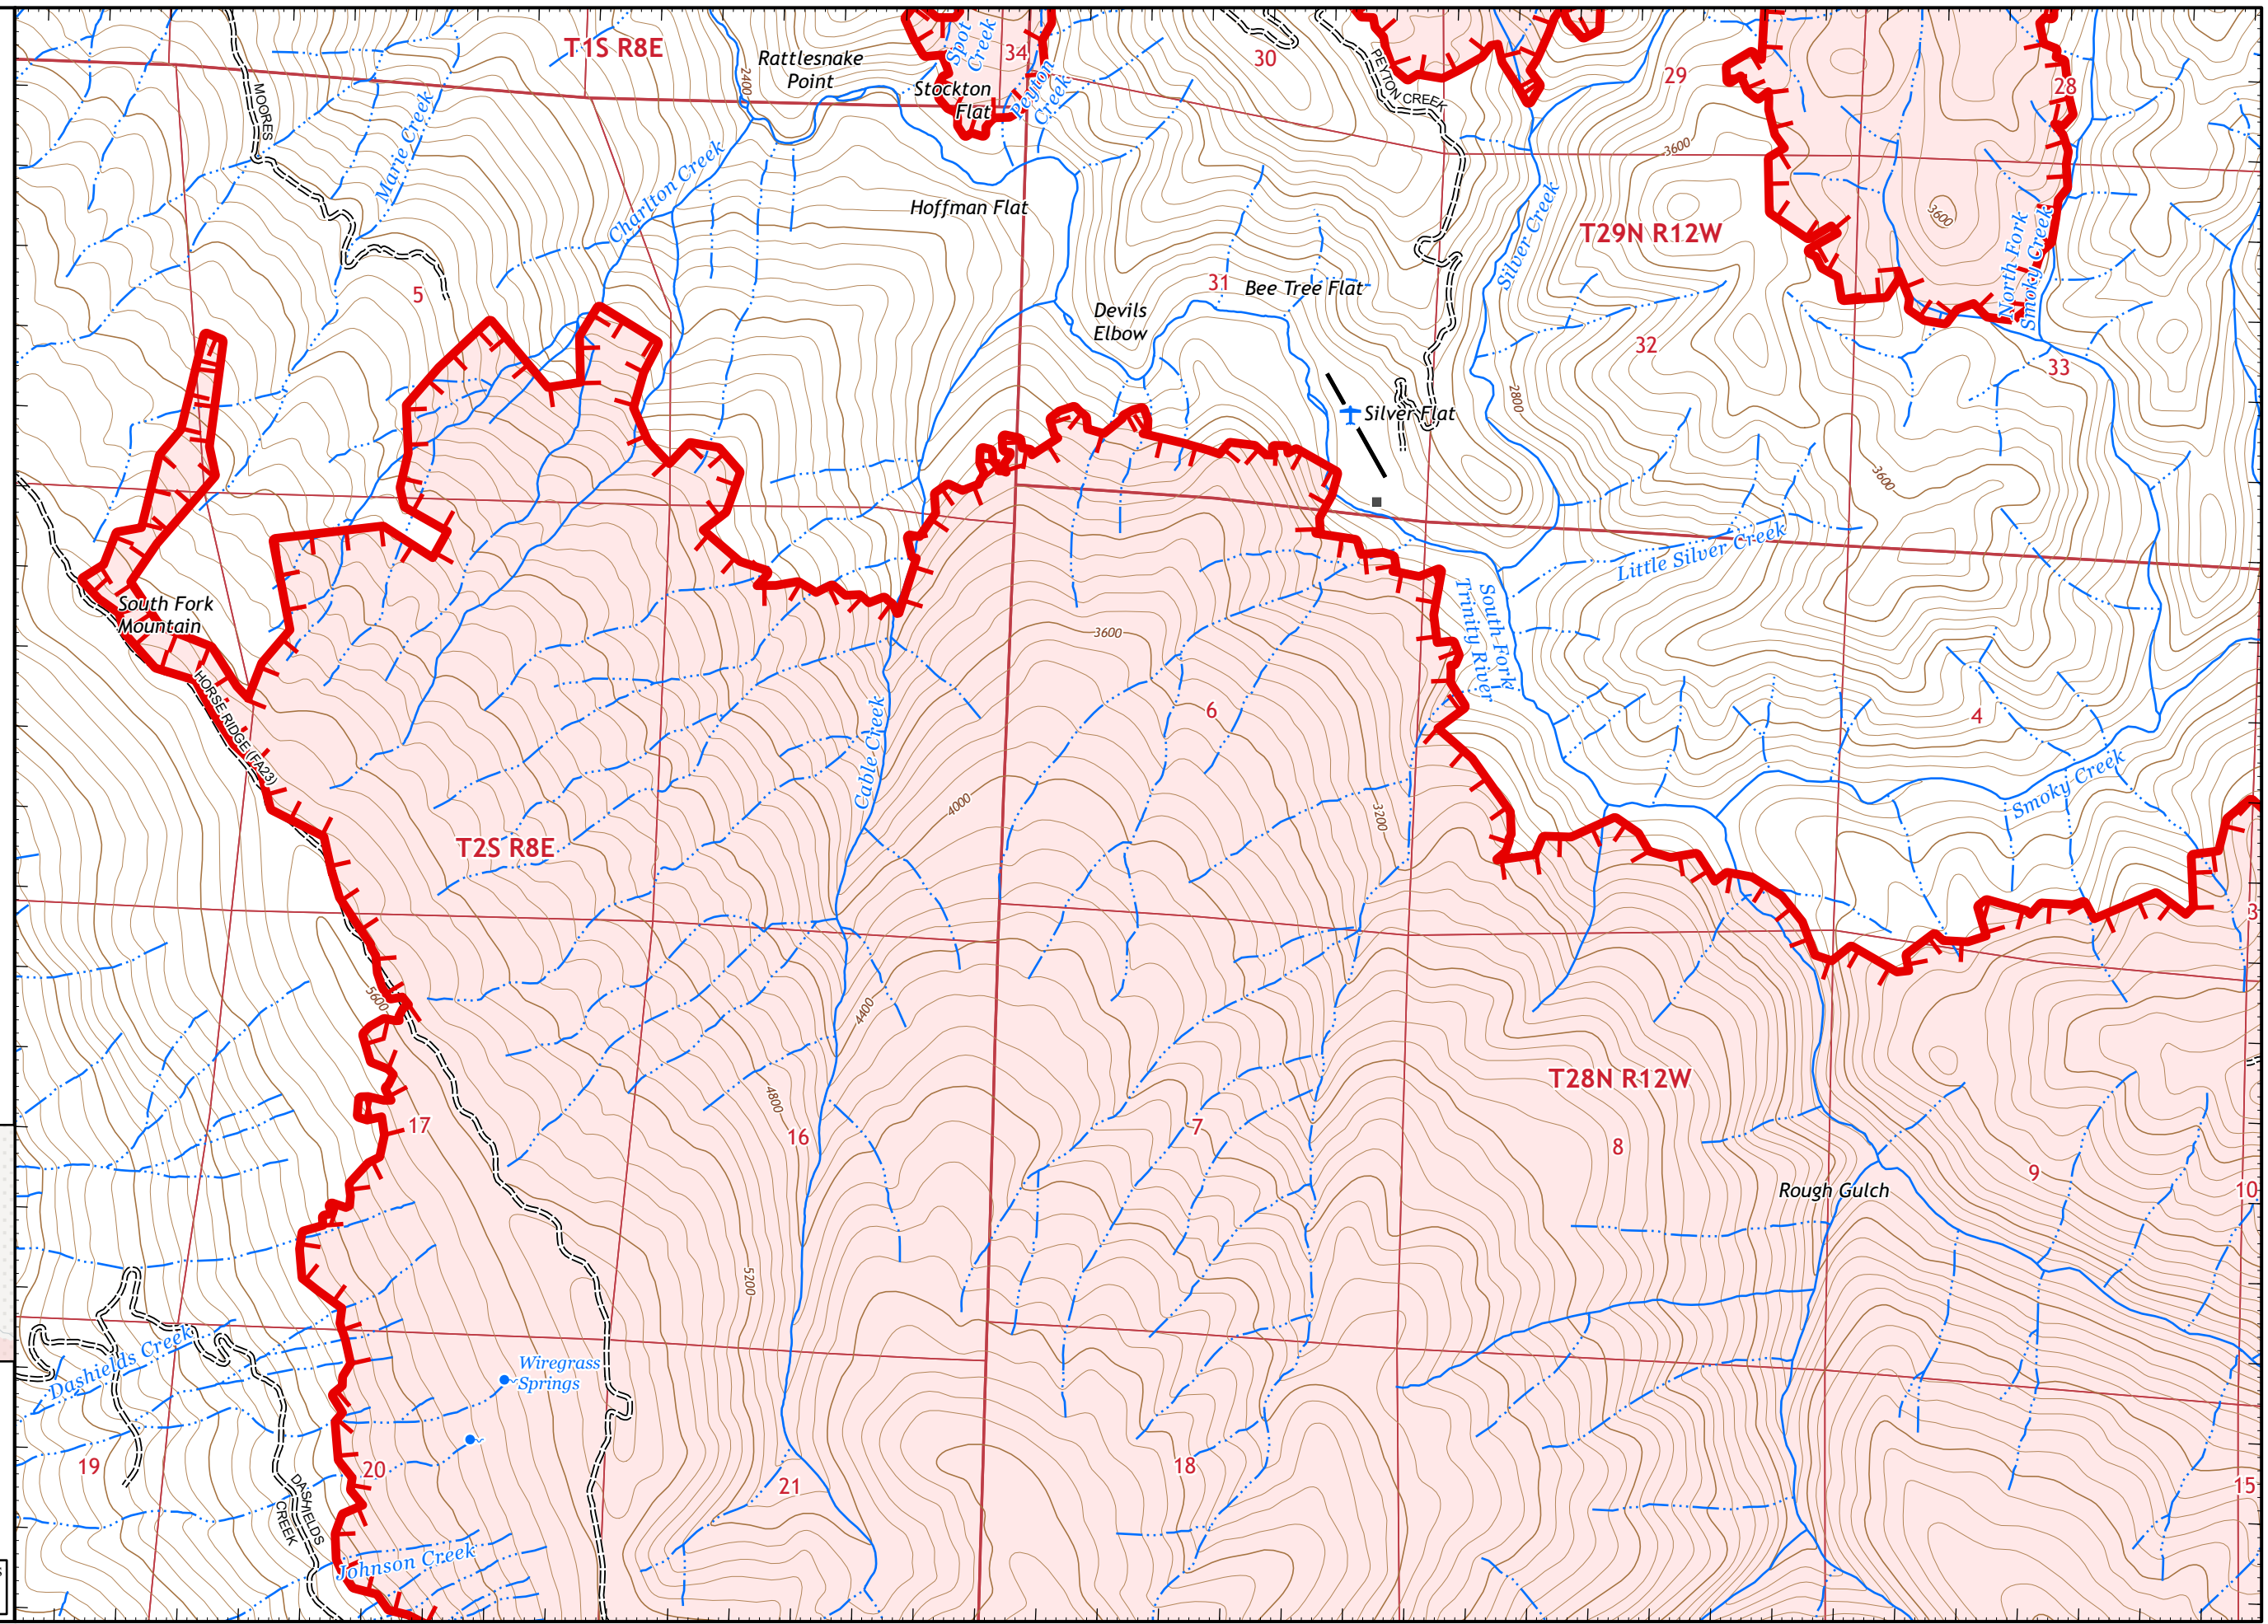 T1S R8E
Rattlesnake
Point
2400
Spot
Creek
34
Stockton
Flat
Peyton
Creek
30
PEYTON CREEK
29
28
MOORES
Marie Creek
Charlton Creek
Hoffman Flat
3600
Silver Creek
T29N R12W
3600
North Fork
Smoky Creek
5
31
Bee Tree Flat
Devils
Elbow
32
33
2800
Silver Flat
3600
Little Silver Creek
South Fork
Mountain
South Fork
Trinity River
3600
HORSE RIDGE (FA23)
Cable Creek
6
4
4000
3200
Smoky Creek
T2S R8E
3
5600
4400
T28N R12W
4800
17
16
7
8
9
Rough Gulch
10
5200
Dashields Creek
Wiregrass
Springs
19
20
21
18
15
DASHIELDS
CREEK
Johnson Creek